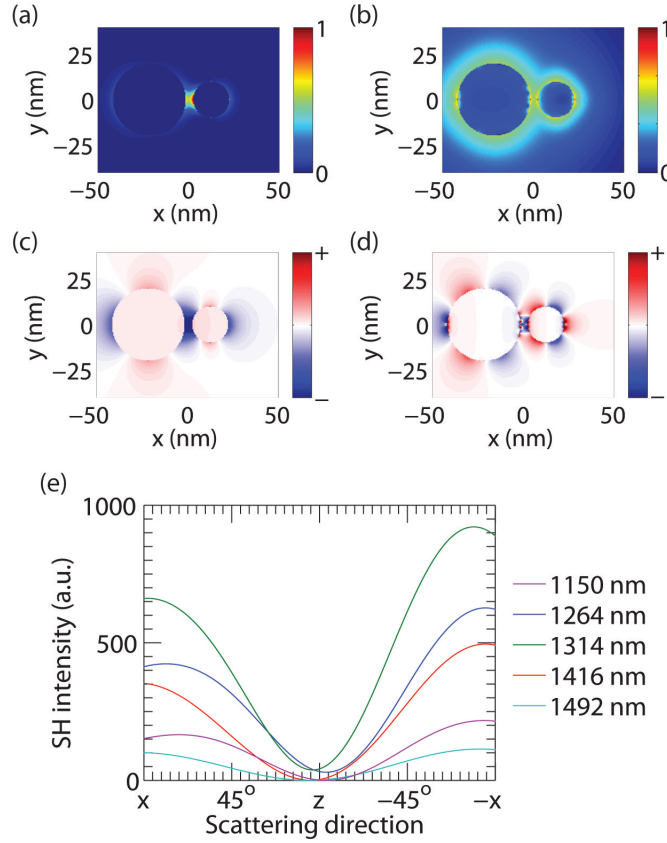 (a)
(b)
y (nm)
25
0
−25
−50
0
50
x (nm)
1
0
y (nm)
25
0
−25
−50
0
50
x (nm)
1
0
(c)
(d)
y (nm)
25
0
−25
−50
0
50
x (nm)
+
−
y (nm)
25
0
−25
−50
0
50
x (nm)
+
−
(e)
SH intensity (a.u.)
1000
500
0
x
45°
z
−45°
−x
Scattering direction
1150 nm
1264 nm
1314 nm
1416 nm
1492 nm